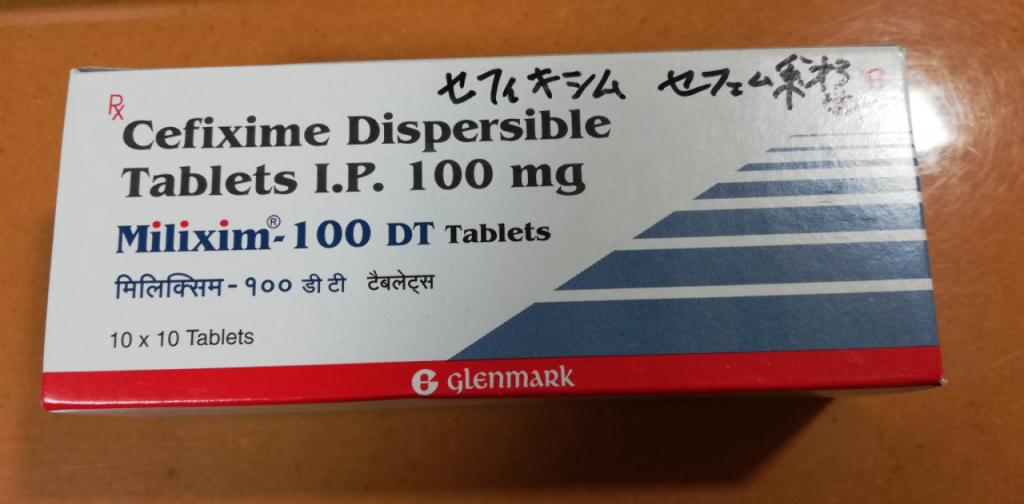 セフィキシム セフェム系
Rx
Cefixime Dispersible
Tablets I.P. 100 mg
Milixim®-100 DT Tablets
मिलिक्सिम - १०० डी टी टैबलेट्स
10 x 10 Tablets
GLENMARK